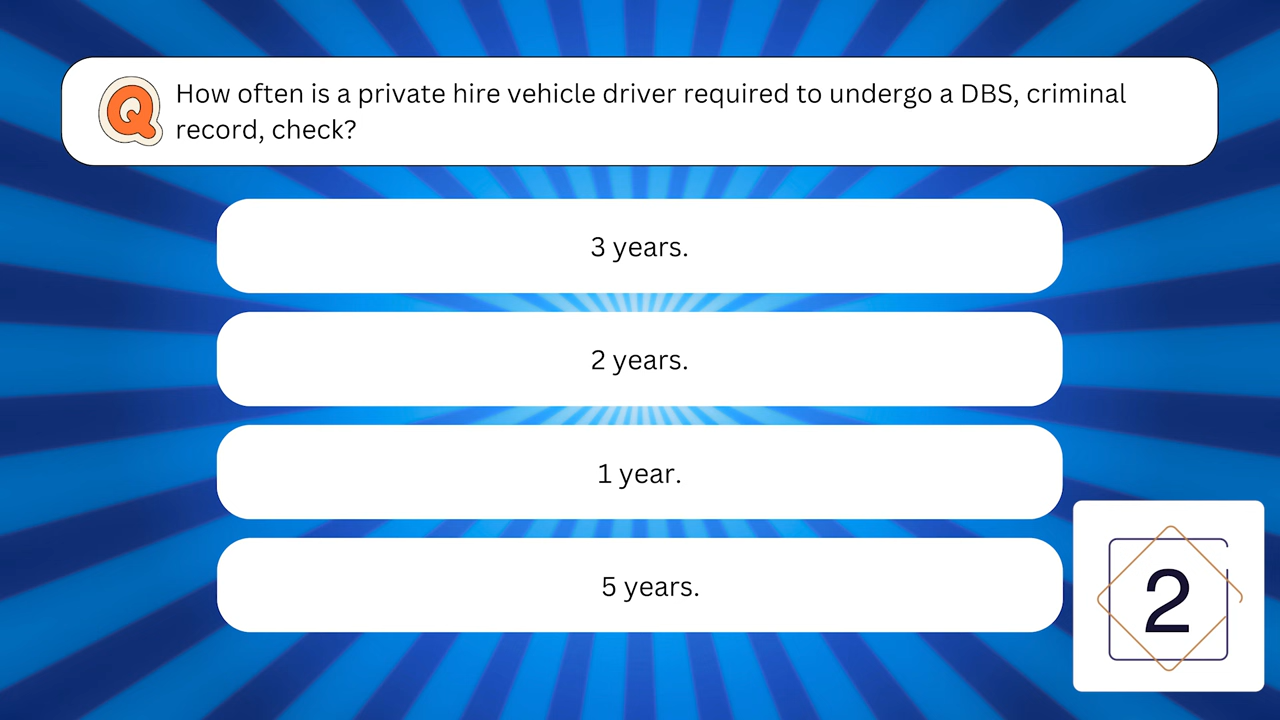 Q
How often is a private hire vehicle driver required to undergo a DBS, criminal
record, check?
3 years.
2 years.
1 year.
5 years.
2